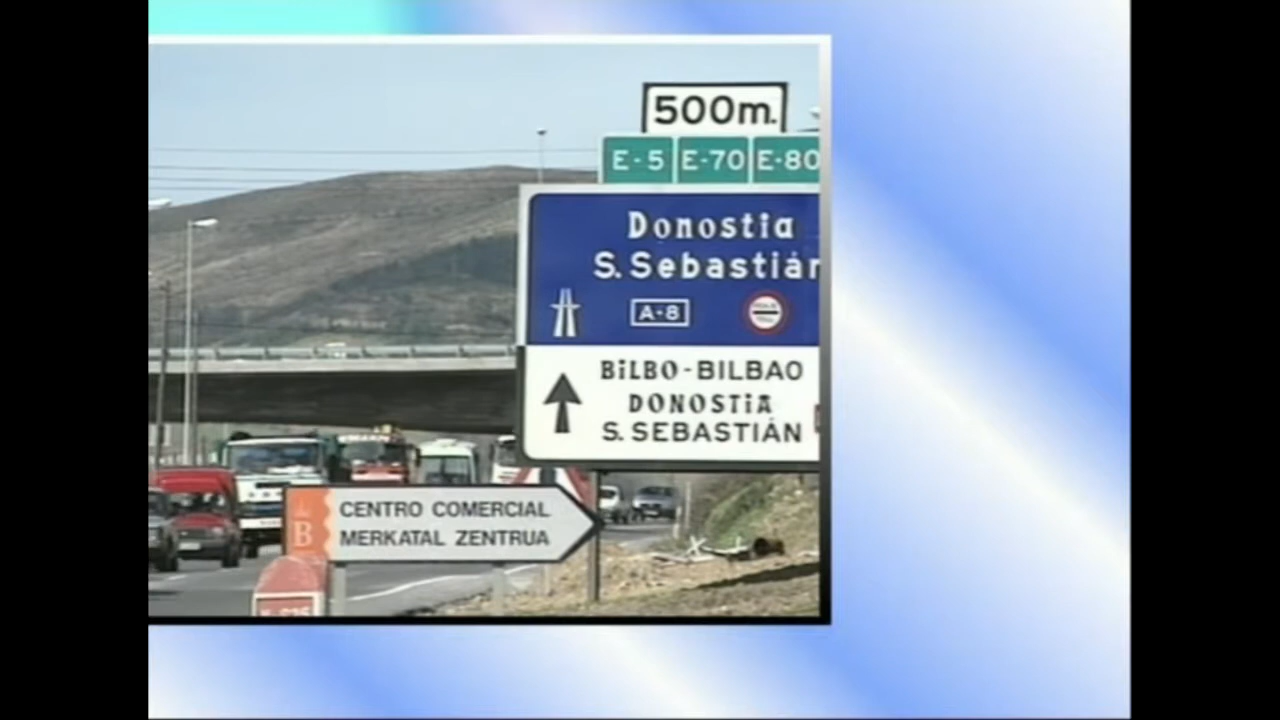 500m.
E-5 E-70 E-80
Donostia
S. Sebastián
A-8
BiLBO-BILBAO
DONOSTiA
S. SEBASTIÁN
B
CENTRO COMERCIAL
MERKATAL ZENTRUA